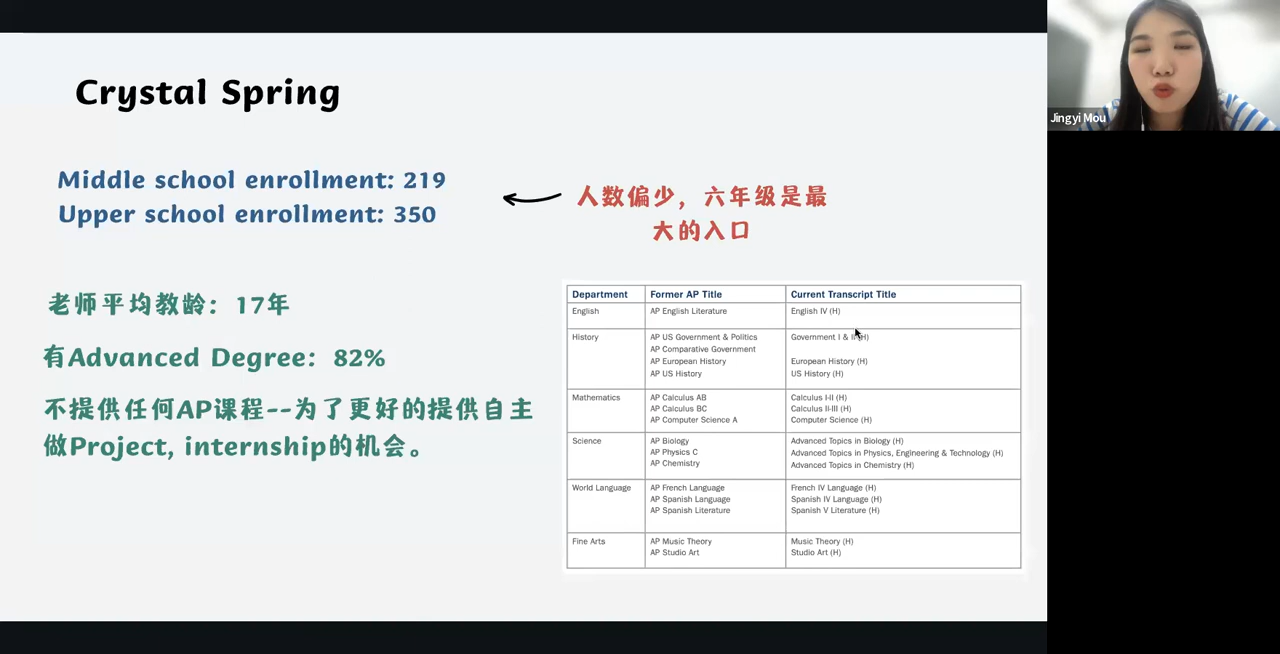 Crystal Spring
Middle school enrollment: 219
Upper school enrollment: 350
人数偏少，六年级是最
大的入口
老师平均教龄：17年
有Advanced Degree：82%
不提供任何AP课程--为了更好的提供自主
做Project, internship的机会。
Department Former AP Title Current Transcript Title
English AP English Literature English IV (H)
History AP US Government & Politics Government I & II (H)
AP Comparative Government
AP European History European History (H)
AP US History US History (H)
Mathematics AP Calculus AB Calculus I-II (H)
AP Calculus BC Calculus II-III (H)
AP Computer Science A Computer Science (H)
Science AP Biology Advanced Topics in Biology (H)
AP Physics C Advanced Topics in Physics, Engineering & Technology (H)
AP Chemistry Advanced Topics in Chemistry (H)
World Language AP French Language French IV Language (H)
AP Spanish Language Spanish IV Language (H)
AP Spanish Literature Spanish V Literature (H)
Fine Arts AP Music Theory Music Theory (H)
AP Studio Art Studio Art (H)
Jingyi Mou